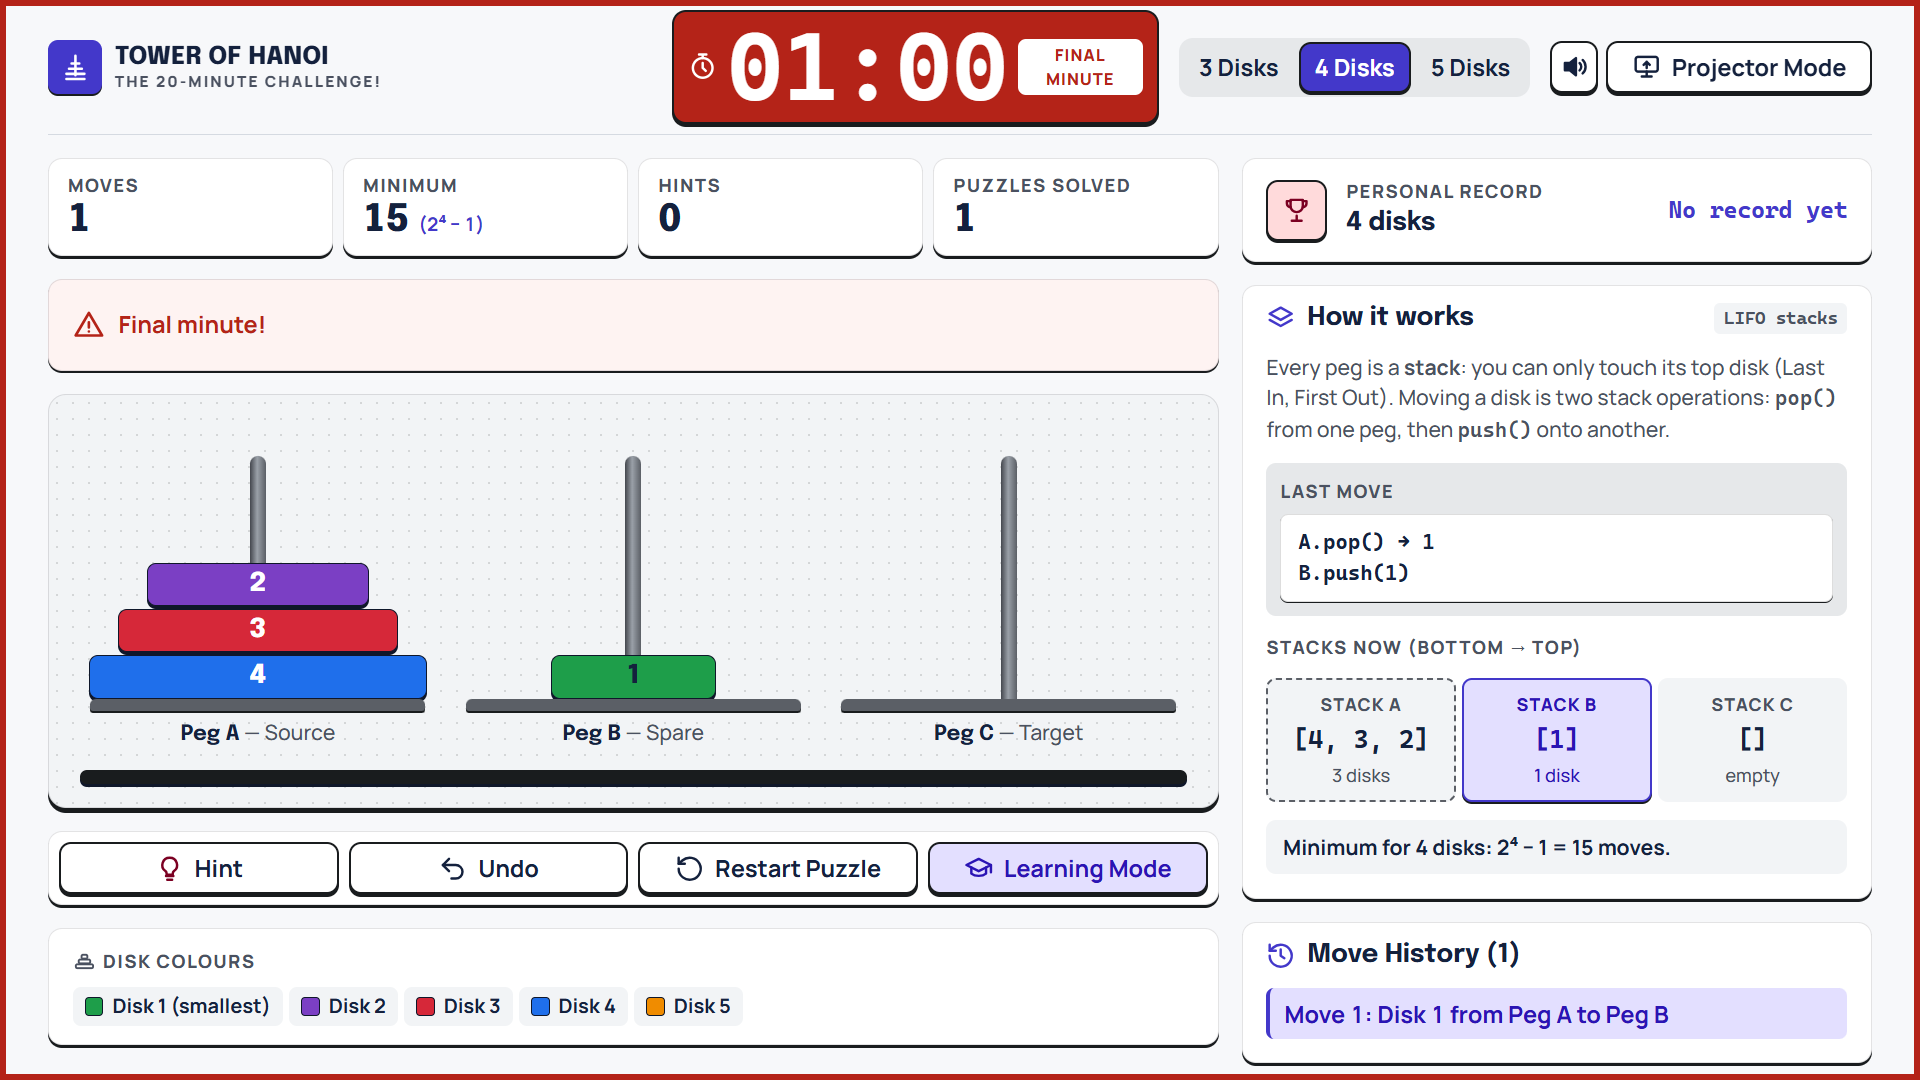 TOWER OF HANOI
THE 20-MINUTE CHALLENGE!
01:00
FINAL
MINUTE
3 Disks
4 Disks
5 Disks
Projector Mode
MOVES
1
MINIMUM
15 (2⁴ – 1)
HINTS
0
PUZZLES SOLVED
1
PERSONAL RECORD
4 disks
No record yet
Final minute!
2
3
4
1
Peg A — Source
Peg B — Spare
Peg C — Target
Hint
Undo
Restart Puzzle
Learning Mode
DISK COLOURS
Disk 1 (smallest)
Disk 2
Disk 3
Disk 4
Disk 5
How it works
LIFO stacks
Every peg is a stack: you can only touch its top disk (Last
In, First Out). Moving a disk is two stack operations: pop()
from one peg, then push() onto another.
LAST MOVE
A.pop() → 1
B.push(1)
STACKS NOW (BOTTOM → TOP)
STACK A
[4, 3, 2]
3 disks
STACK B
[1]
1 disk
STACK C
[]
empty
Minimum for 4 disks: 2⁴ – 1 = 15 moves.
Move History (1)
Move 1: Disk 1 from Peg A to Peg B